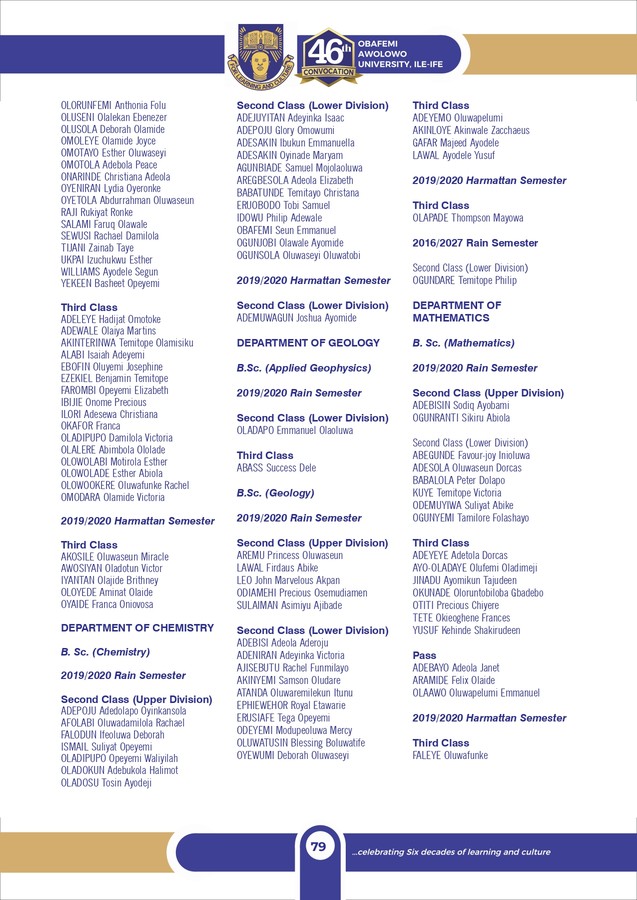 FOR LEARNING AND CULTURE
46th
CONVOCATION
OBAFEMI
AWOLOWO
UNIVERSITY, ILE-IFE
OLORUNFEMI Anthonia Folu
OLUSENI Olalekan Ebenezer
OLUSOLA Deborah Olamide
OMOLEYE Olamide Joyce
OMOTAYO Esther Oluwaseyi
OMOTOLA Adebola Peace
ONARINDE Christiana Adeola
OYENIRAN Lydia Oyeronke
OYETOLA Abdurrahman Oluwaseun
RAJI Rukiyat Ronke
SALAMI Faruq Olawale
SEWUSI Rachael Damilola
TIJANI Zainab Taye
UKPAI Izuchukwu Esther
WILLIAMS Ayodele Segun
YEKEEN Basheet Opeyemi
Third Class
ADELEYE Hadijat Omotoke
ADEWALE Olaiya Martins
AKINTERINWA Temitope Olamisiku
ALABI Isaiah Adeyemi
EBOFIN Oluyemi Josephine
EZEKIEL Benjamin Temitope
FAROMBI Opeyemi Elizabeth
IBIJIE Onome Precious
ILORI Adesewa Christiana
OKAFOR Franca
OLADIPUPO Damilola Victoria
OLALERE Abimbola Ololade
OLOWOLABI Motirola Esther
OLOWOLADE Esther Abiola
OLOWOOKERE Oluwafunke Rachel
OMODARA Olamide Victoria
2019/2020 Harmattan Semester
Third Class
AKOSILE Oluwaseun Miracle
AWOSIYAN Oladotun Victor
IYANTAN Olajide Brithney
OLOYEDE Aminat Olaide
OYAIDE Franca Oniovosa
DEPARTMENT OF CHEMISTRY
B. Sc. (Chemistry)
2019/2020 Rain Semester
Second Class (Upper Division)
ADEPOJU Adedolapo Oyinkansola
AFOLABI Oluwadamilola Rachael
FALODUN Ifeoluwa Deborah
ISMAIL Suliyat Opeyemi
OLADIPUPO Opeyemi Waliyilah
OLADOKUN Adebukola Halimot
OLADOSU Tosin Ayodeji
Second Class (Lower Division)
ADEJUYITAN Adeyinka Isaac
ADEPOJU Glory Omowumi
ADESAKIN Ibukun Emmanuella
ADESAKIN Oyinade Maryam
AGUNBIADE Samuel Mojolaoluwa
AREGBESOLA Adeola Elizabeth
BABATUNDE Temitayo Christana
ERUOBODO Tobi Samuel
IDOWU Philip Adewale
OBAFEMI Seun Emmanuel
OGUNJOBI Olawale Ayomide
OGUNSOLA Oluwaseyi Oluwatobi
2019/2020 Harmattan Semester
Second Class (Lower Division)
ADEMUWAGUN Joshua Ayomide
DEPARTMENT OF GEOLOGY
B.Sc. (Applied Geophysics)
2019/2020 Rain Semester
Second Class (Lower Division)
OLADAPO Emmanuel Olaoluwa
Third Class
ABASS Success Dele
B.Sc. (Geology)
2019/2020 Rain Semester
Second Class (Upper Division)
AREMU Princess Oluwaseun
LAWAL Firdaus Abike
LEO John Marvelous Akpan
ODIAMEHI Precious Osemudiamen
SULAIMAN Asimiyu Ajibade
Second Class (Lower Division)
ADEBISI Adeola Aderoju
ADENIRAN Adeyinka Victoria
AJISEBUTU Rachel Funmilayo
AKINYEMI Samson Oludare
ATANDA Oluwaremilekun Itunu
EPHIEWEHOR Royal Etawarie
ERUSIAFE Tega Opeyemi
ODEYEMI Modupeoluwa Mercy
OLUWATUSIN Blessing Boluwatife
OYEWUMI Deborah Oluwaseyi
Third Class
ADEYEMO Oluwapelumi
AKINLOYE Akinwale Zacchaeus
GAFAR Majeed Ayodele
LAWAL Ayodele Yusuf
2019/2020 Harmattan Semester
Third Class
OLAPADE Thompson Mayowa
2016/2027 Rain Semester
Second Class (Lower Division)
OGUNDARE Temitope Philip
DEPARTMENT OF
MATHEMATICS
B. Sc. (Mathematics)
2019/2020 Rain Semester
Second Class (Upper Division)
ADEBISIN Sodiq Ayobami
OGUNRANTI Sikiru Abiola
Second Class (Lower Division)
ABEGUNDE Favour-joy Inioluwa
ADESOLA Oluwaseun Dorcas
BABALOLA Peter Dolapo
KUYE Temitope Victoria
ODEMUYIWA Suliyat Abike
OGUNYEMI Tamilore Folashayo
Third Class
ADEYEYE Adetola Dorcas
AYO-OLADAYE Olufemi Oladimeji
JINADU Ayomikun Tajudeen
OKUNADE Oloruntobiloba Gbadebo
OTITI Precious Chiyere
TETE Okieoghene Frances
YUSUF Kehinde Shakirudeen
Pass
ADEBAYO Adeola Janet
ARAMIDE Felix Olaide
OLAAWO Oluwapelumi Emmanuel
2019/2020 Harmattan Semester
Third Class
FALEYE Oluwafunke
79
...celebrating Six decades of learning and culture